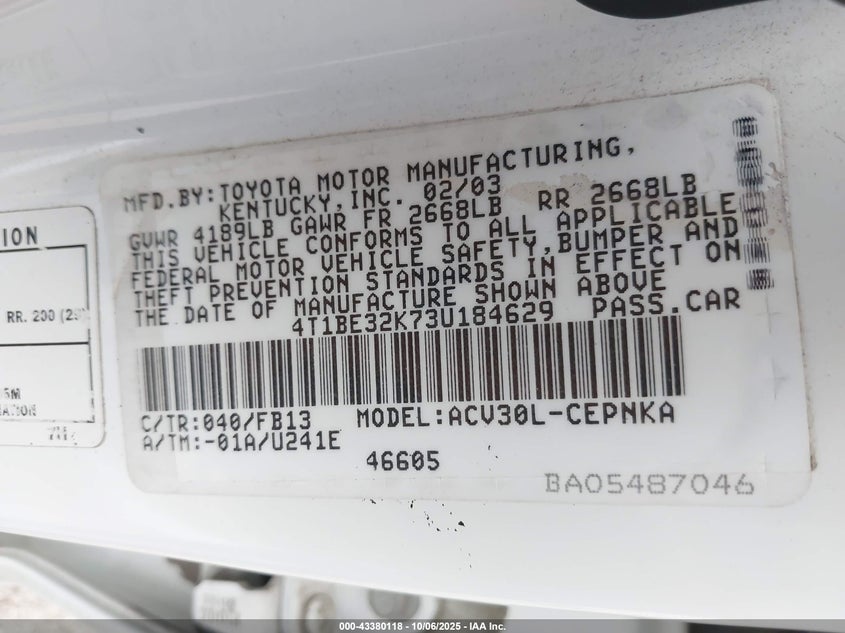 MFD.BY:TOYOTA MOTOR MANUFACTURING,
KENTUCKY,INC. 02/03
GVWR 4189LB GAWR FR 2668LB RR 2668LB
THIS VEHICLE CONFORMS TO ALL APPLICABLE
FEDERAL MOTOR VEHICLE SAFETY,BUMPER AND
THEFT PREVENTION STANDARDS IN EFFECT ON
THE DATE OF MANUFACTURE SHOWN ABOVE
4T1BE32K73U184629 PASS.CAR
C/TR:040/FB13 MODEL:ACV30L-CEPNKA
A/TM:-01A/U241E
46605
BA05487046
RR. 200 (29
000-43380118 - 10/06/2025 - IAA Inc.